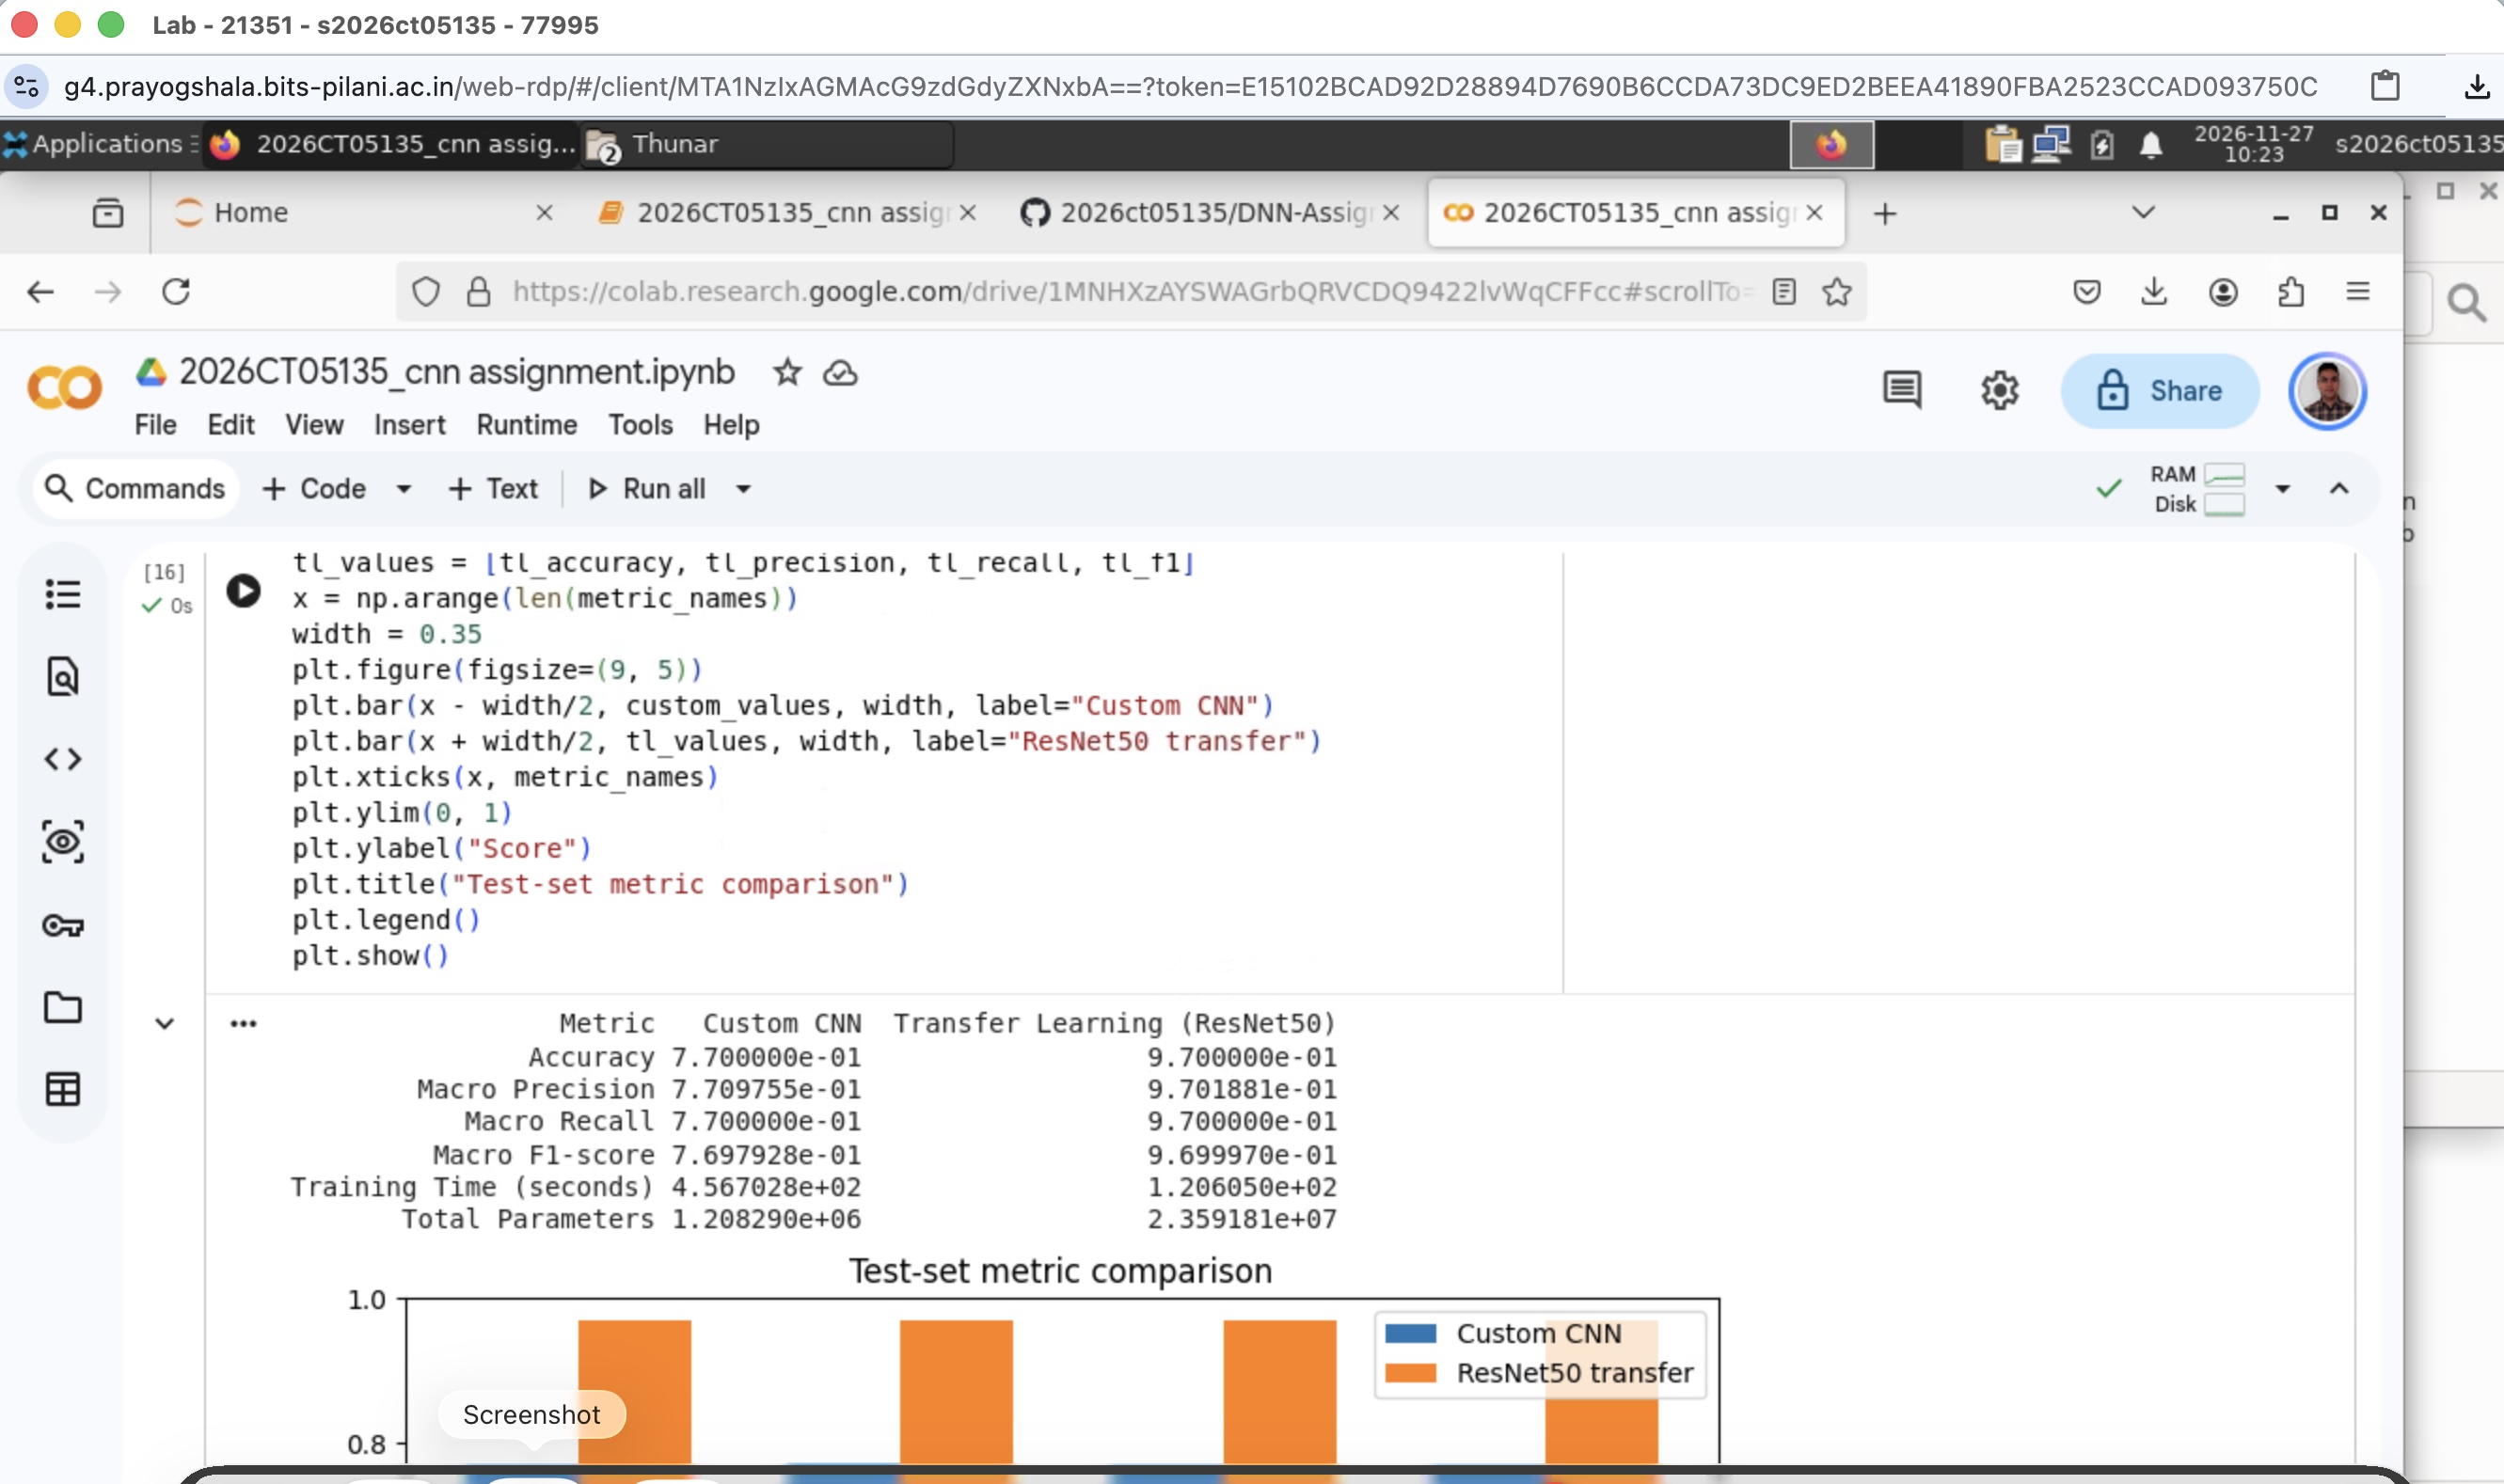 Lab - 21351 - s2026ct05135 - 77995
g4.prayogshala.bits-pilani.ac.in/web-rdp/#/client/MTA1NzIxAGMAcG9zdGdyZXNxbA==?token=E15102BCAD92D28894D7690B6CCDA73DC9ED2BEEA41890FBA2523CCAD093750C
Applications 2026CT05135_cnn assig... Thunar 2026-11-27 10:23 s2026ct05135
Home 2026CT05135_cnn assig 2026ct05135/DNN-Assig 2026CT05135_cnn assig
https://colab.research.google.com/drive/1MNHXzAYSWAGrbQRVCDQ9422lvWqCFFcc#scrollTo=
2026CT05135_cnn assignment.ipynb
Share
File Edit View Insert Runtime Tools Help
Commands + Code + Text Run all RAM Disk
[16]
0s
tl_values = [tl_accuracy, tl_precision, tl_recall, tl_f1]
x = np.arange(len(metric_names))
width = 0.35
plt.figure(figsize=(9, 5))
plt.bar(x - width/2, custom_values, width, label="Custom CNN")
plt.bar(x + width/2, tl_values, width, label="ResNet50 transfer")
plt.xticks(x, metric_names)
plt.ylim(0, 1)
plt.ylabel("Score")
plt.title("Test-set metric comparison")
plt.legend()
plt.show()
Metric Custom CNN Transfer Learning (ResNet50)
Accuracy 7.700000e-01 9.700000e-01
Macro Precision 7.709755e-01 9.701881e-01
Macro Recall 7.700000e-01 9.700000e-01
Macro F1-score 7.697928e-01 9.699970e-01
Training Time (seconds) 4.567028e+02 1.206050e+02
Total Parameters 1.208290e+06 2.359181e+07
Test-set metric comparison
1.0
Custom CNN
ResNet50 transfer
Screenshot
0.8